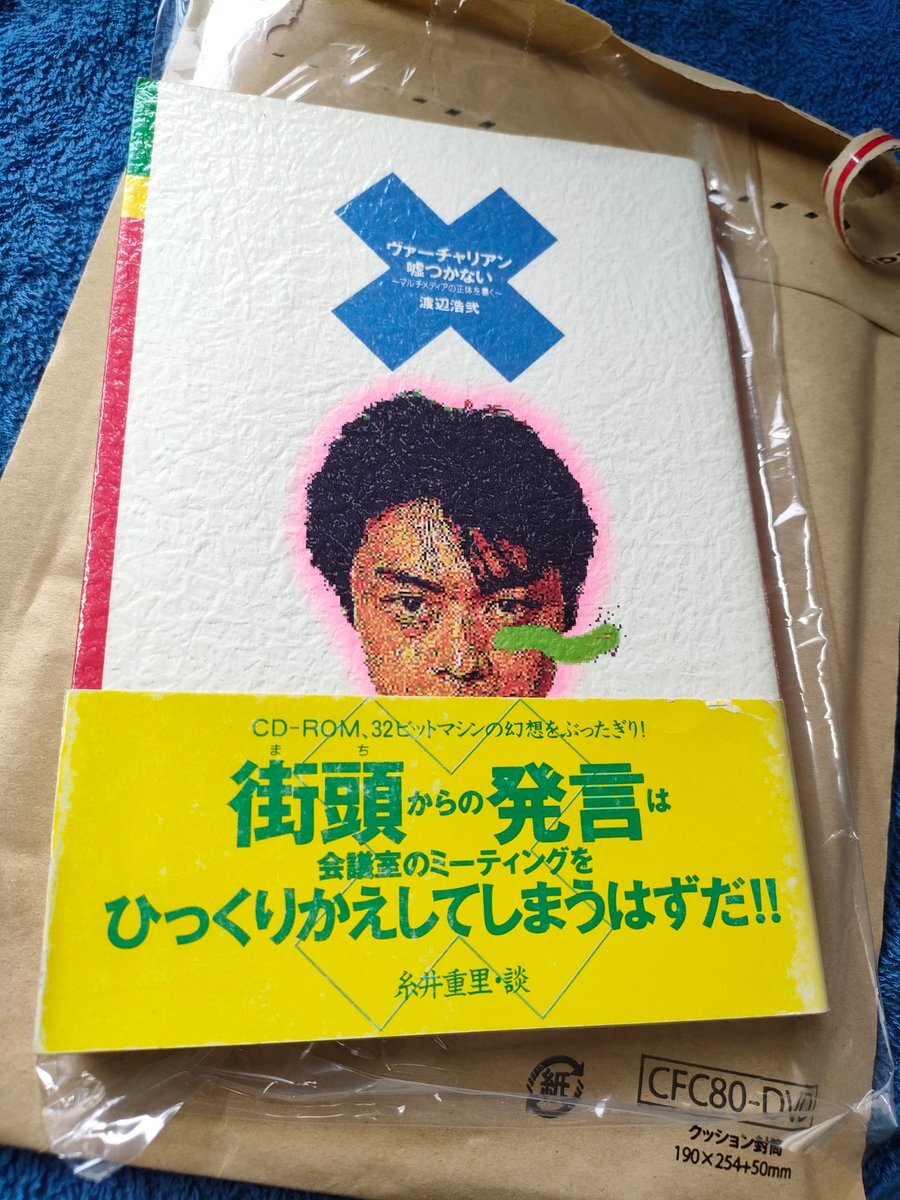 ヴァーチャリアン
嘘つかない
〜マルチメディアの正体を暴く〜
渡辺浩弐
CD-ROM、32ビットマシンの幻想をぶったぎり!
まち
街頭からの発言は
会議室のミーティングを
ひっくりかえしてしまうはずだ!!
糸井重里・談
紙
CFC80-DVD
クッション封筒
190×254+50mm